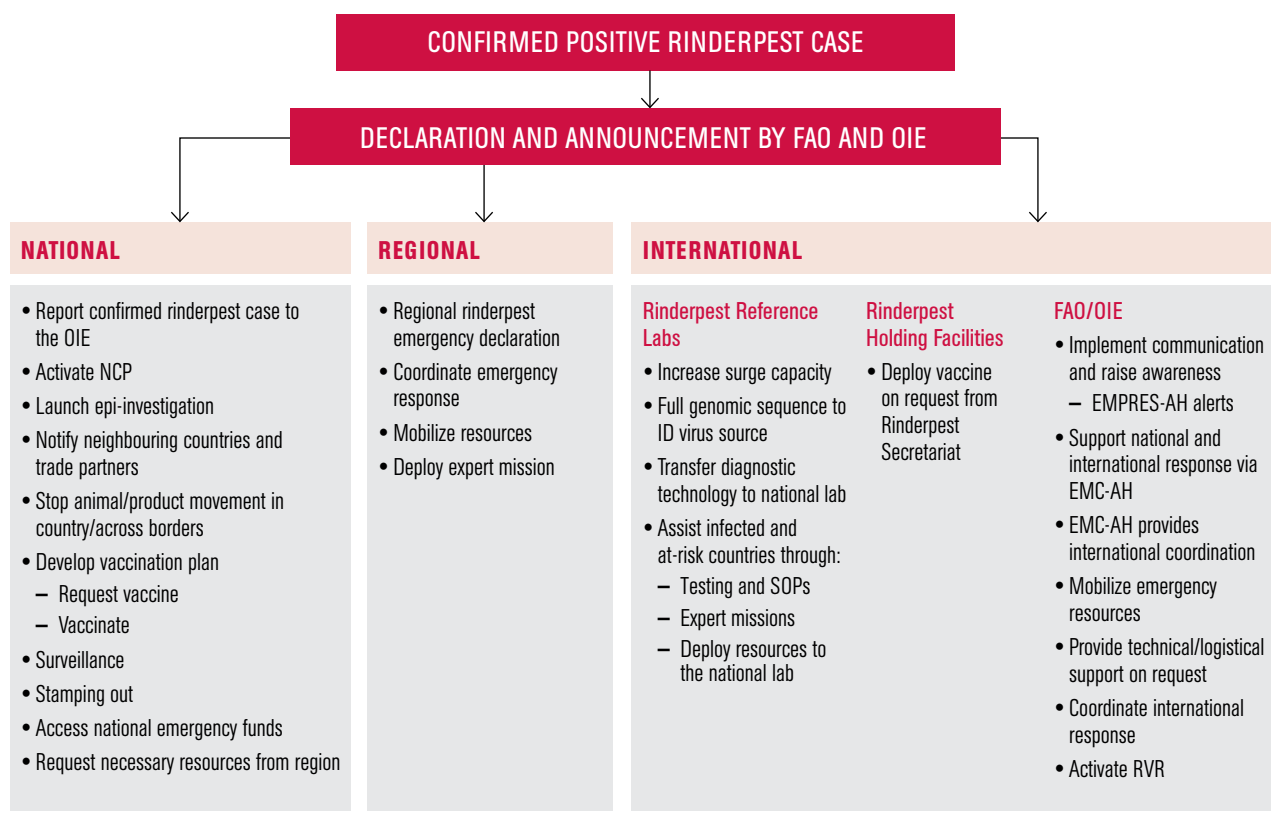 CONFIRMED POSITIVE RINDERPEST CASE
DECLARATION AND ANNOUNCEMENT BY FAO AND OIE
NATIONAL
• Report confirmed rinderpest case to
the OIE
• Activate NCP
• Launch epi-investigation
• Notify neighbouring countries and
trade partners
• Stop animal/product movement in
country/across borders
• Develop vaccination plan
– Request vaccine
– Vaccinate
• Surveillance
• Stamping out
• Access national emergency funds
• Request necessary resources from region
REGIONAL
• Regional rinderpest
emergency declaration
• Coordinate emergency
response
• Mobilize resources
• Deploy expert mission
INTERNATIONAL
Rinderpest Reference
Labs
• Increase surge capacity
• Full genomic sequence to
ID virus source
• Transfer diagnostic
technology to national lab
• Assist infected and
at-risk countries through:
– Testing and SOPs
– Expert missions
– Deploy resources to
the national lab
Rinderpest
Holding Facilities
• Deploy vaccine
on request from
Rinderpest
Secretariat
FAO/OIE
• Implement communication
and raise awareness
– EMPRES-AH alerts
• Support national and
international response via
EMC-AH
• EMC-AH provides
international coordination
• Mobilize emergency
resources
• Provide technical/logistical
support on request
• Coordinate international
response
• Activate RVR